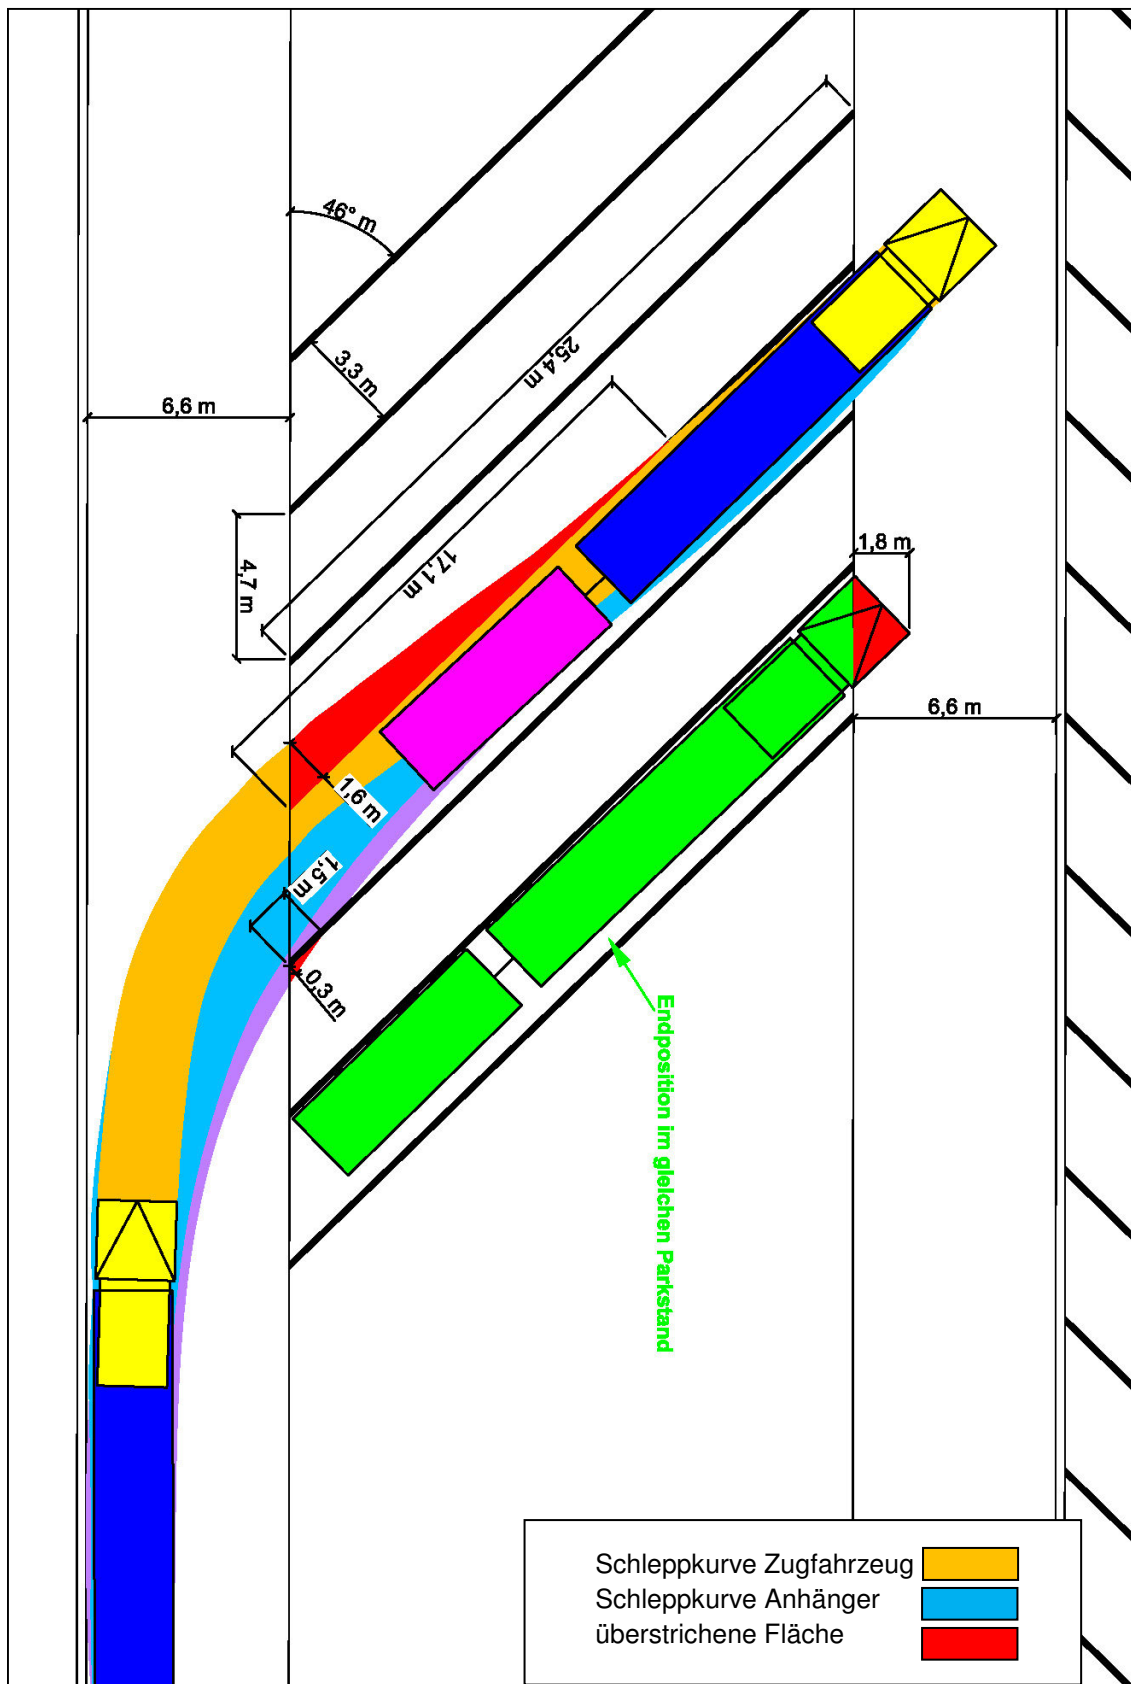 46° m
3,3 m
25,4 m
6,6 m
17,1 m
4,7 m
1,8 m
6,6 m
1,6 m
1,5 m
0,3 m
Endposition im gleichen Parkstand
Schleppkurve Zugfahrzeug
Schleppkurve Anhänger
überstrichene Fläche